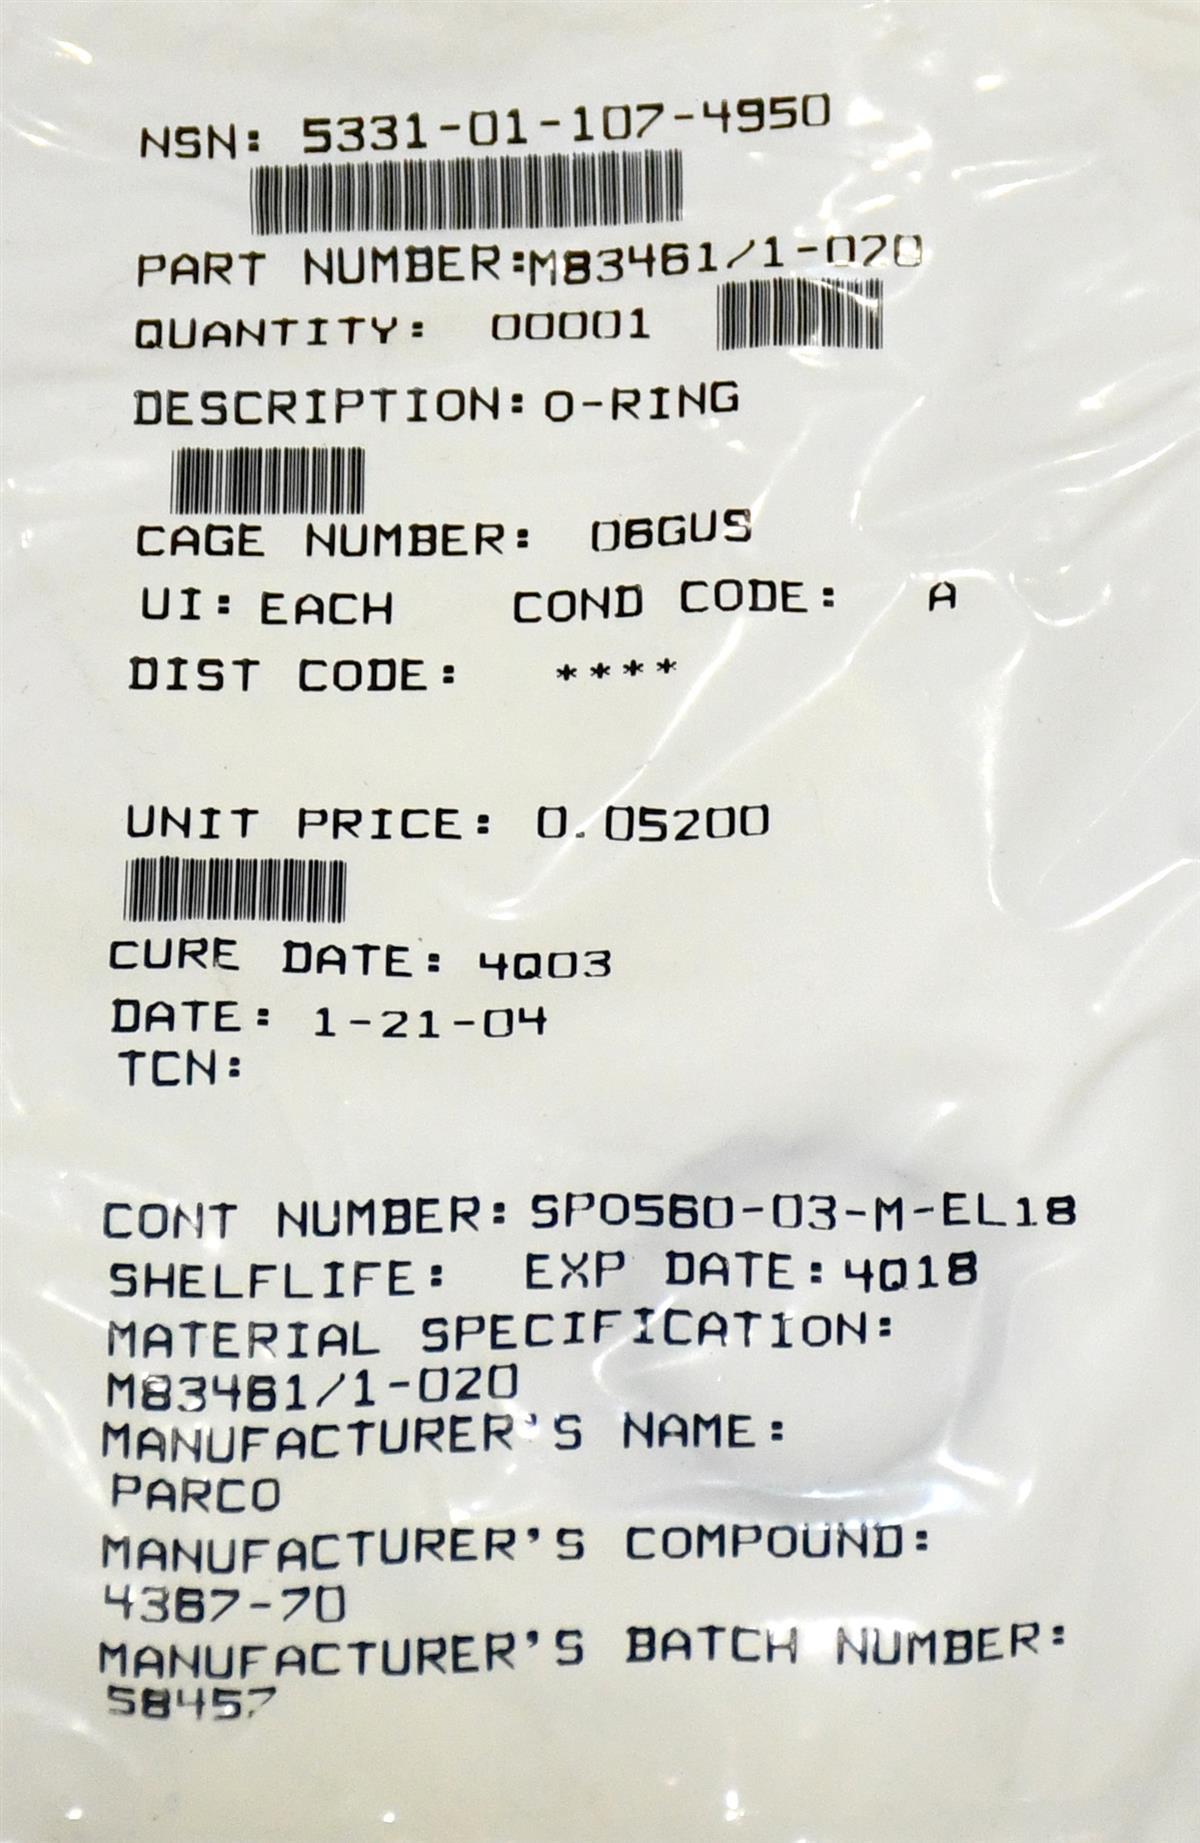 NSN: 5331-01-107-4950
PART NUMBER:M83461/1-020
QUANTITY: 00001
DESCRIPTION:O-RING
CAGE NUMBER: 06GUS
UI: EACH COND CODE: A
DIST CODE: ****
UNIT PRICE: 0.05200
CURE DATE: 4Q03
DATE: 1-21-04
TCN:
CONT NUMBER: SP0560-03-M-EL18
SHELFLIFE: EXP DATE:4Q18
MATERIAL SPECIFICATION:
M83461/1-020
MANUFACTURER'S NAME:
PARCO
MANUFACTURER'S COMPOUND:
4367-70
MANUFACTURER'S BATCH NUMBER:
58457